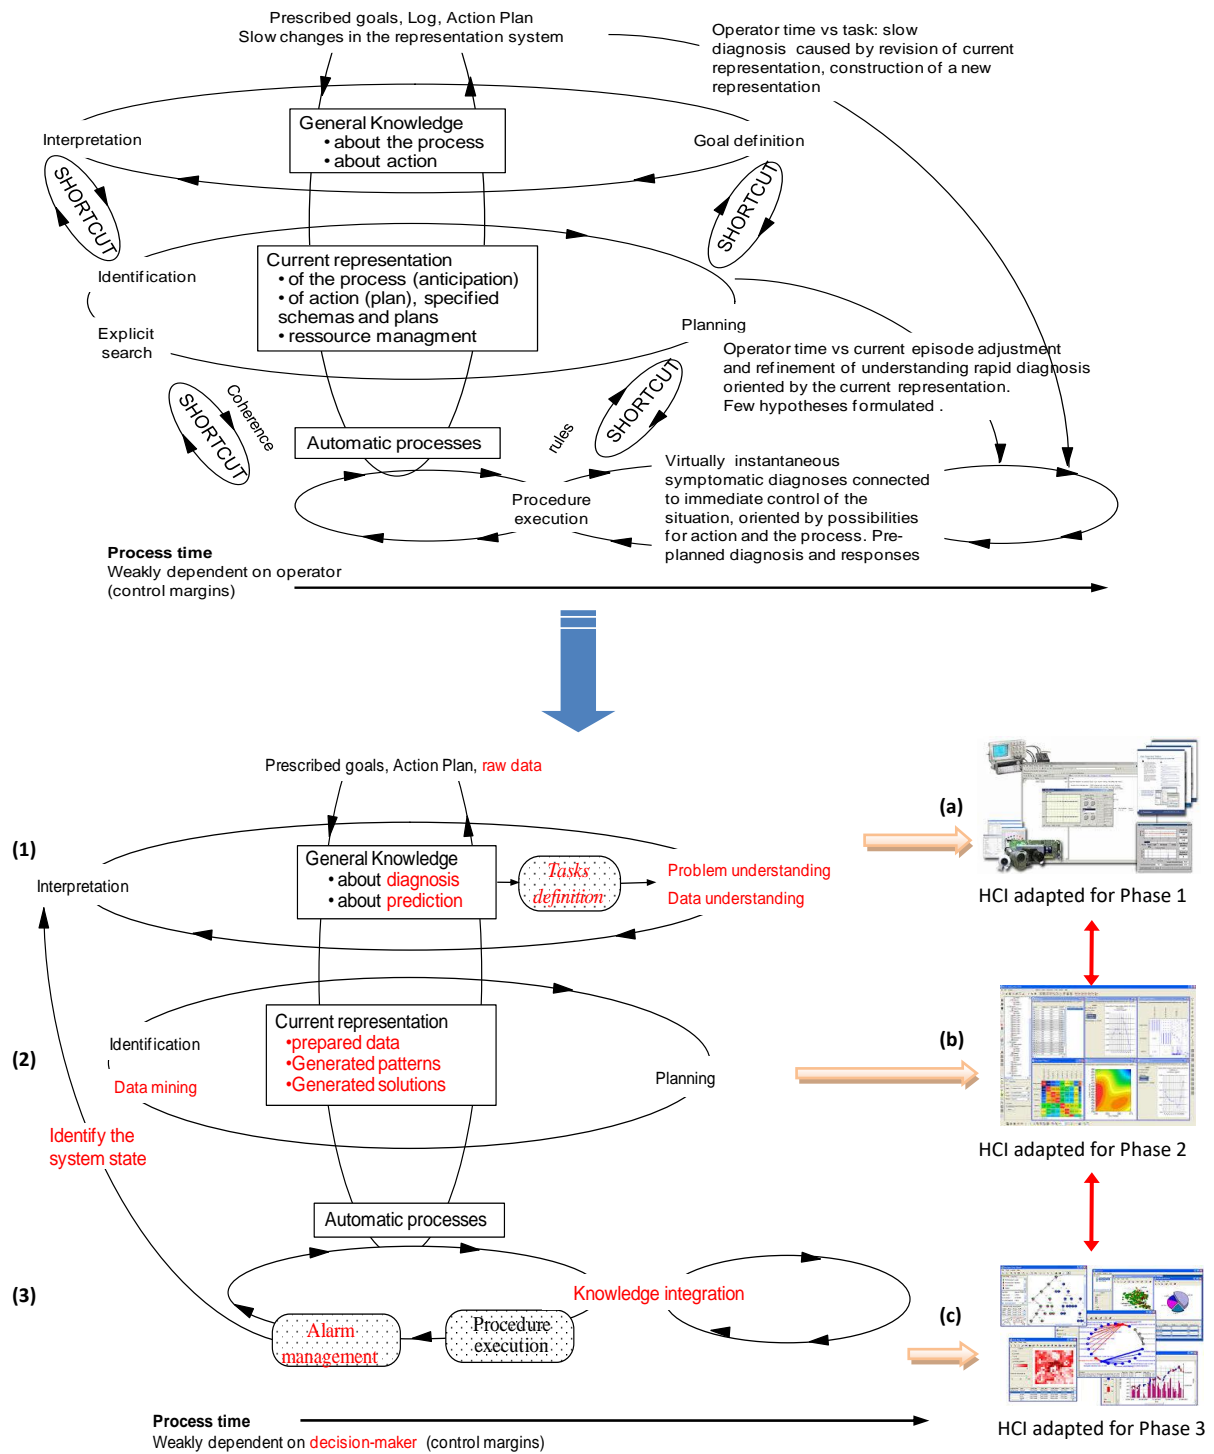 Prescribed goals, Log, Action Plan
Slow changes in the representation system
Operator time vs task: slow
diagnosis caused by revision of current
representation, construction of a new
representation
General Knowledge
• about the process
• about action
Interpretation
Goal definition
SHORTCUT
SHORTCUT
Current representation
• of the process (anticipation)
• of action (plan), specified
schemas and plans
• ressource managment
Identification
Explicit
search
Planning
Operator time vs current episode adjustment
and refinement of understanding rapid diagnosis
oriented by the current representation.
Few hypotheses formulated .
SHORTCUT
Coherence
rules
SHORTCUT
Automatic processes
Procedure
execution
Virtually instantaneous
symptomatic diagnoses connected
to immediate control of the
situation, oriented by possibilities
for action and the process. Pre-
planned diagnosis and responses
Process time
Weakly dependent on operator
(control margins)
Prescribed goals, Action Plan, raw data
(1)
Interpretation
General Knowledge
• about diagnosis
• about prediction
Tasks
definition
Problem understanding
Data understanding
(a)
HCI adapted for Phase 1
(2)
Identification
Data mining
Current representation
•prepared data
•Generated patterns
•Generated solutions
Planning
(b)
HCI adapted for Phase 2
Identify the
system state
Automatic processes
(3)
Knowledge integration
Alarm
management
Procedure
execution
(c)
HCI adapted for Phase 3
Process time
Weakly dependent on decision-maker (control margins)